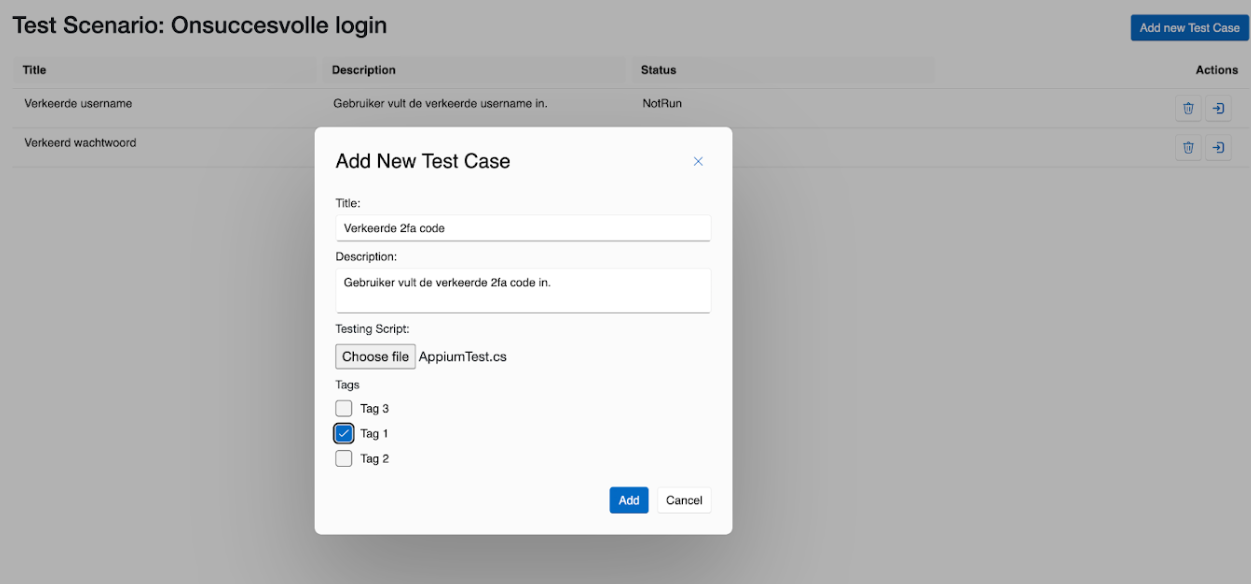 Test Scenario: Onsuccesvolle login
Add new Test Case
Title Description Status Actions
Verkeerde username Gebruiker vult de verkeerde username in. NotRun
Verkeerd wachtwoord
Add New Test Case
Title:
Verkeerde 2fa code
Description:
Gebruiker vult de verkeerde 2fa code in.
Testing Script:
Choose file AppiumTest.cs
Tags
Tag 3
Tag 1
Tag 2
Add Cancel